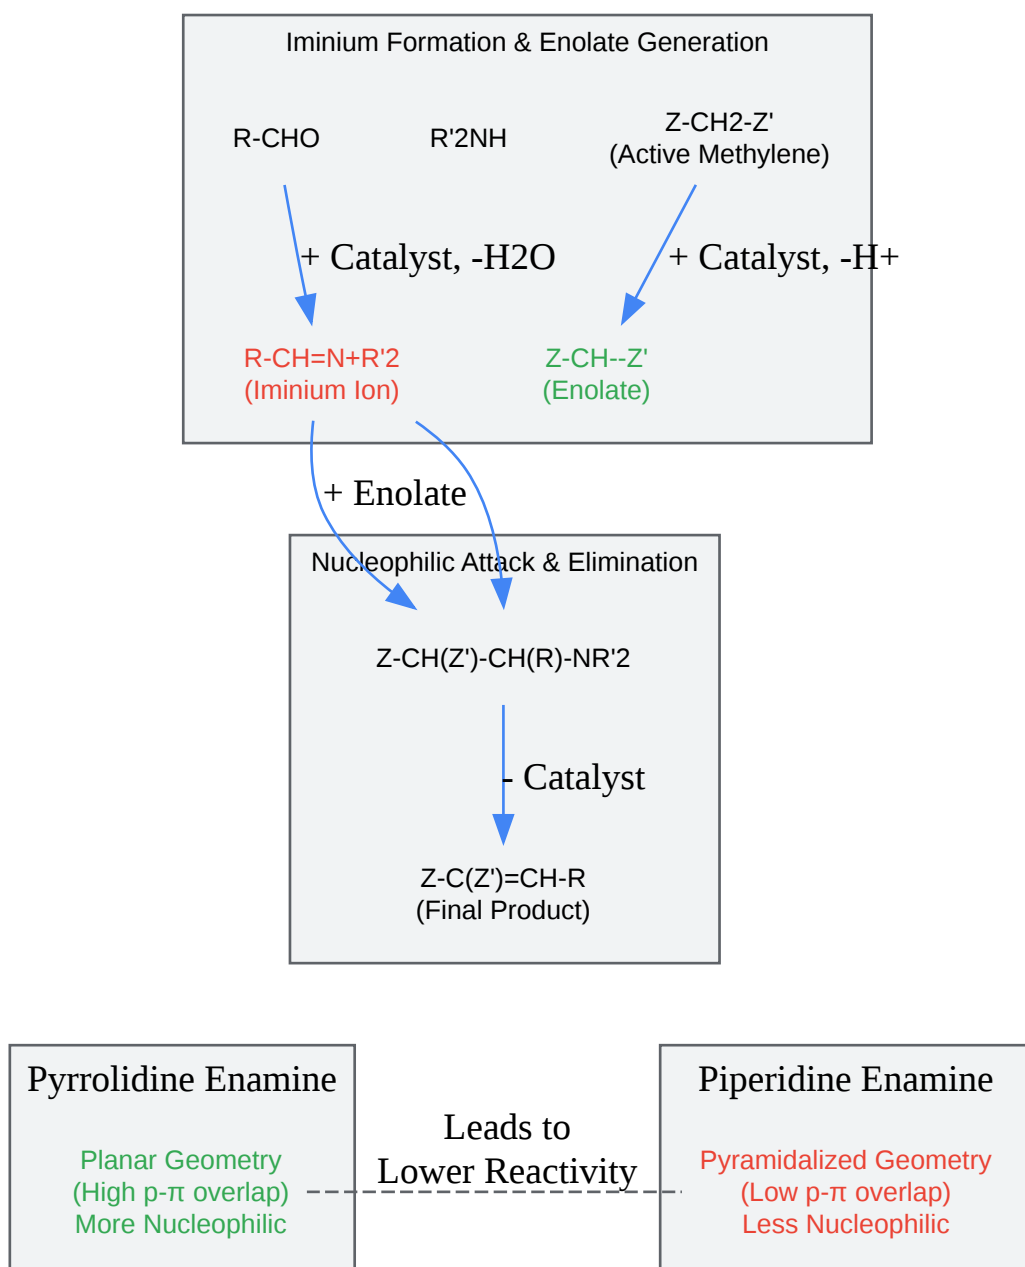 Iminium Formation & Enolate Generation
R-CHO
R'2NH
Z-CH2-Z'
(Active Methylene)
+ Catalyst, -H2O
+ Catalyst, -H+
R-CH=N+R'2
(Iminium Ion)
Z-CH--Z'
(Enolate)
+ Enolate
Nucleophilic Attack & Elimination
Z-CH(Z')-CH(R)-NR'2
- Catalyst
Z-C(Z')=CH-R
(Final Product)
Pyrrolidine Enamine
Planar Geometry
(High p-π overlap)
More Nucleophilic
Leads to
Lower Reactivity
Piperidine Enamine
Pyramidalized Geometry
(Low p-π overlap)
Less Nucleophilic